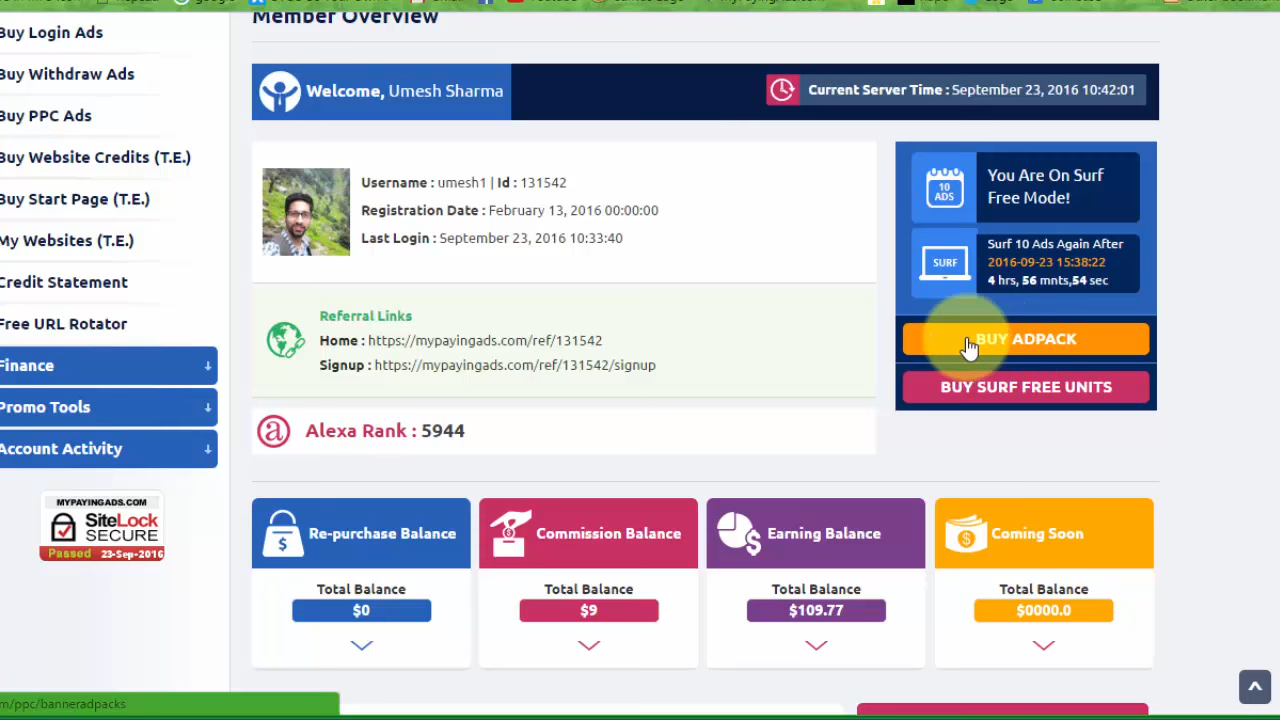 Member Overview
Buy Login Ads
Buy Withdraw Ads
Buy PPC Ads
Buy Website Credits (T.E.)
Buy Start Page (T.E.)
My Websites (T.E.)
Credit Statement
Free URL Rotator
Finance
Promo Tools
Account Activity
MYPAYINGADS.COM
SiteLock
SECURE
Passed 23-Sep-2016
Welcome, Umesh Sharma
Current Server Time : September 23, 2016 10:42:01
Username : umesh1 | Id : 131542
Registration Date : February 13, 2016 00:00:00
Last Login : September 23, 2016 10:33:40
Referral Links
Home : https://mypayingads.com/ref/131542
Signup : https://mypayingads.com/ref/131542/signup
a Alexa Rank : 5944
10
ADS
You Are On Surf
Free Mode!
SURF
Surf 10 Ads Again After
2016-09-23 15:38:22
4 hrs, 56 mnts,54 sec
BUY ADPACK
BUY SURF FREE UNITS
Re-purchase Balance
Total Balance
$0
Commission Balance
Total Balance
$9
Earning Balance
Total Balance
$109.77
Coming Soon
Total Balance
$0000.0
m/ppc/banneradpacks